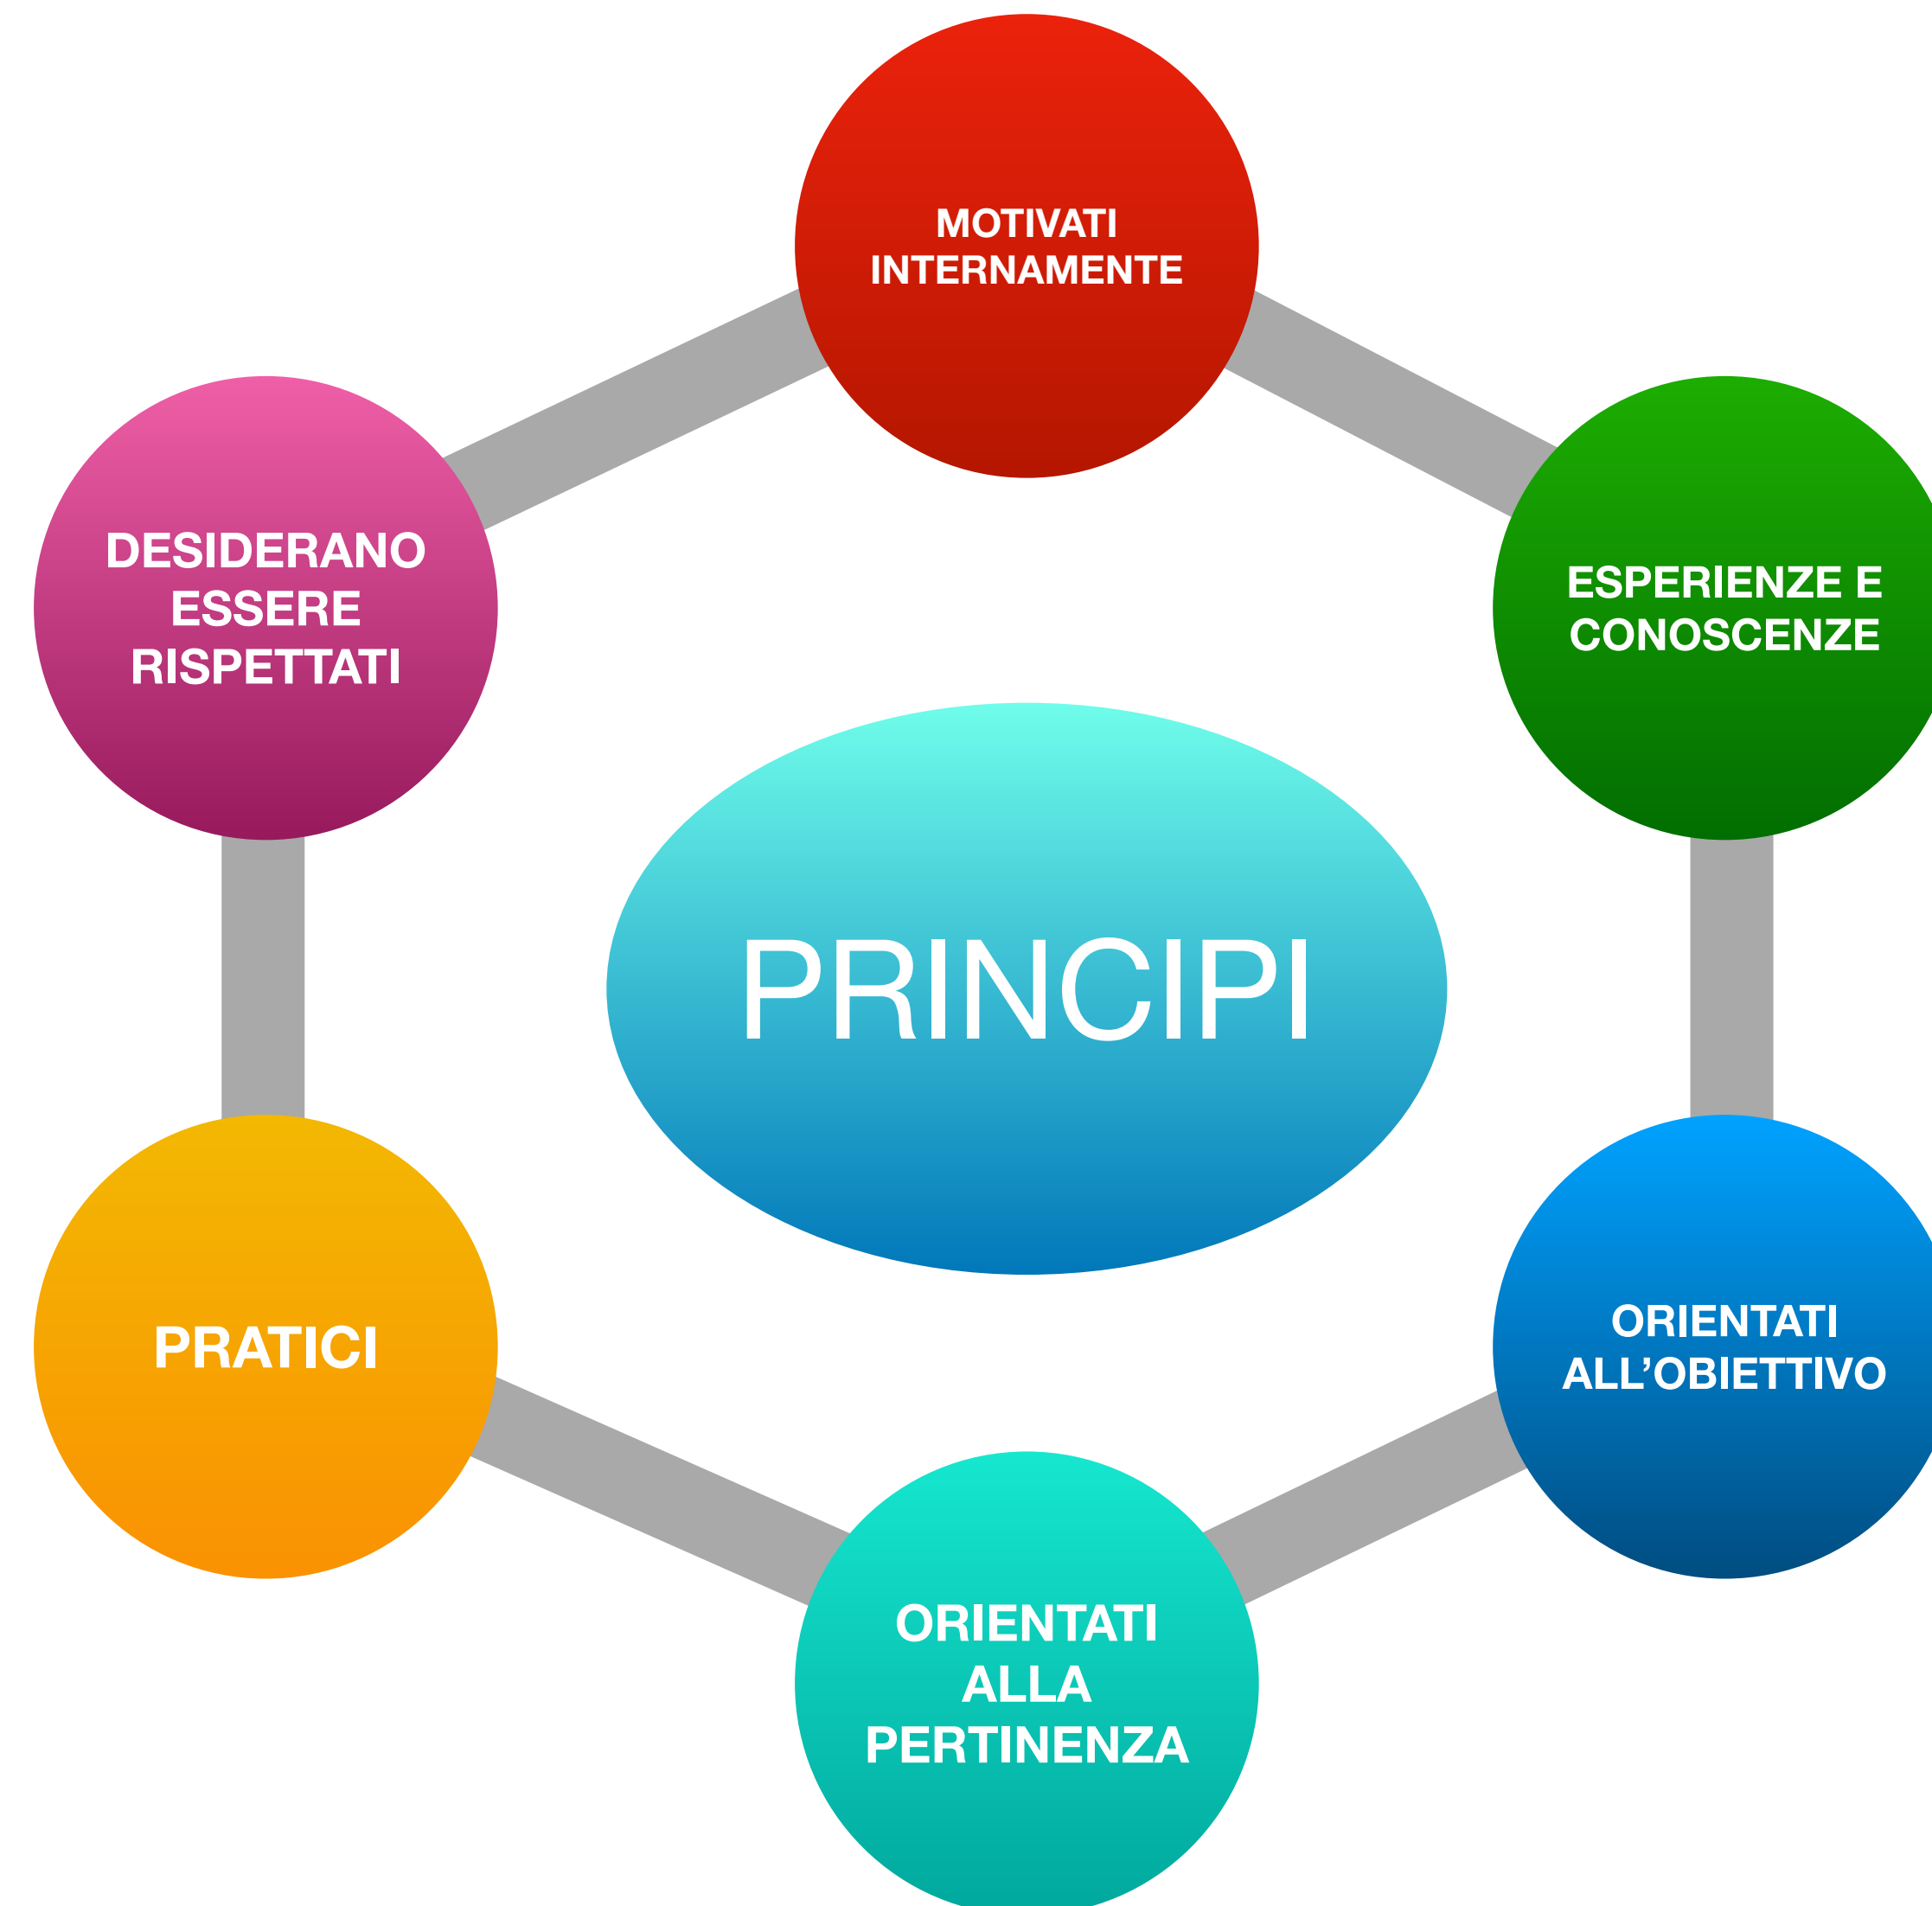 MOTIVATI
INTERNAMENTE
DESIDERANO
ESSERE
RISPETTATI
ESPERIENZE E
CONOSCENZE
PRINCIPI
PRATICI
ORIENTATI
ALL’OBIETTIVO
ORIENTATI
ALLA
PERTINENZA